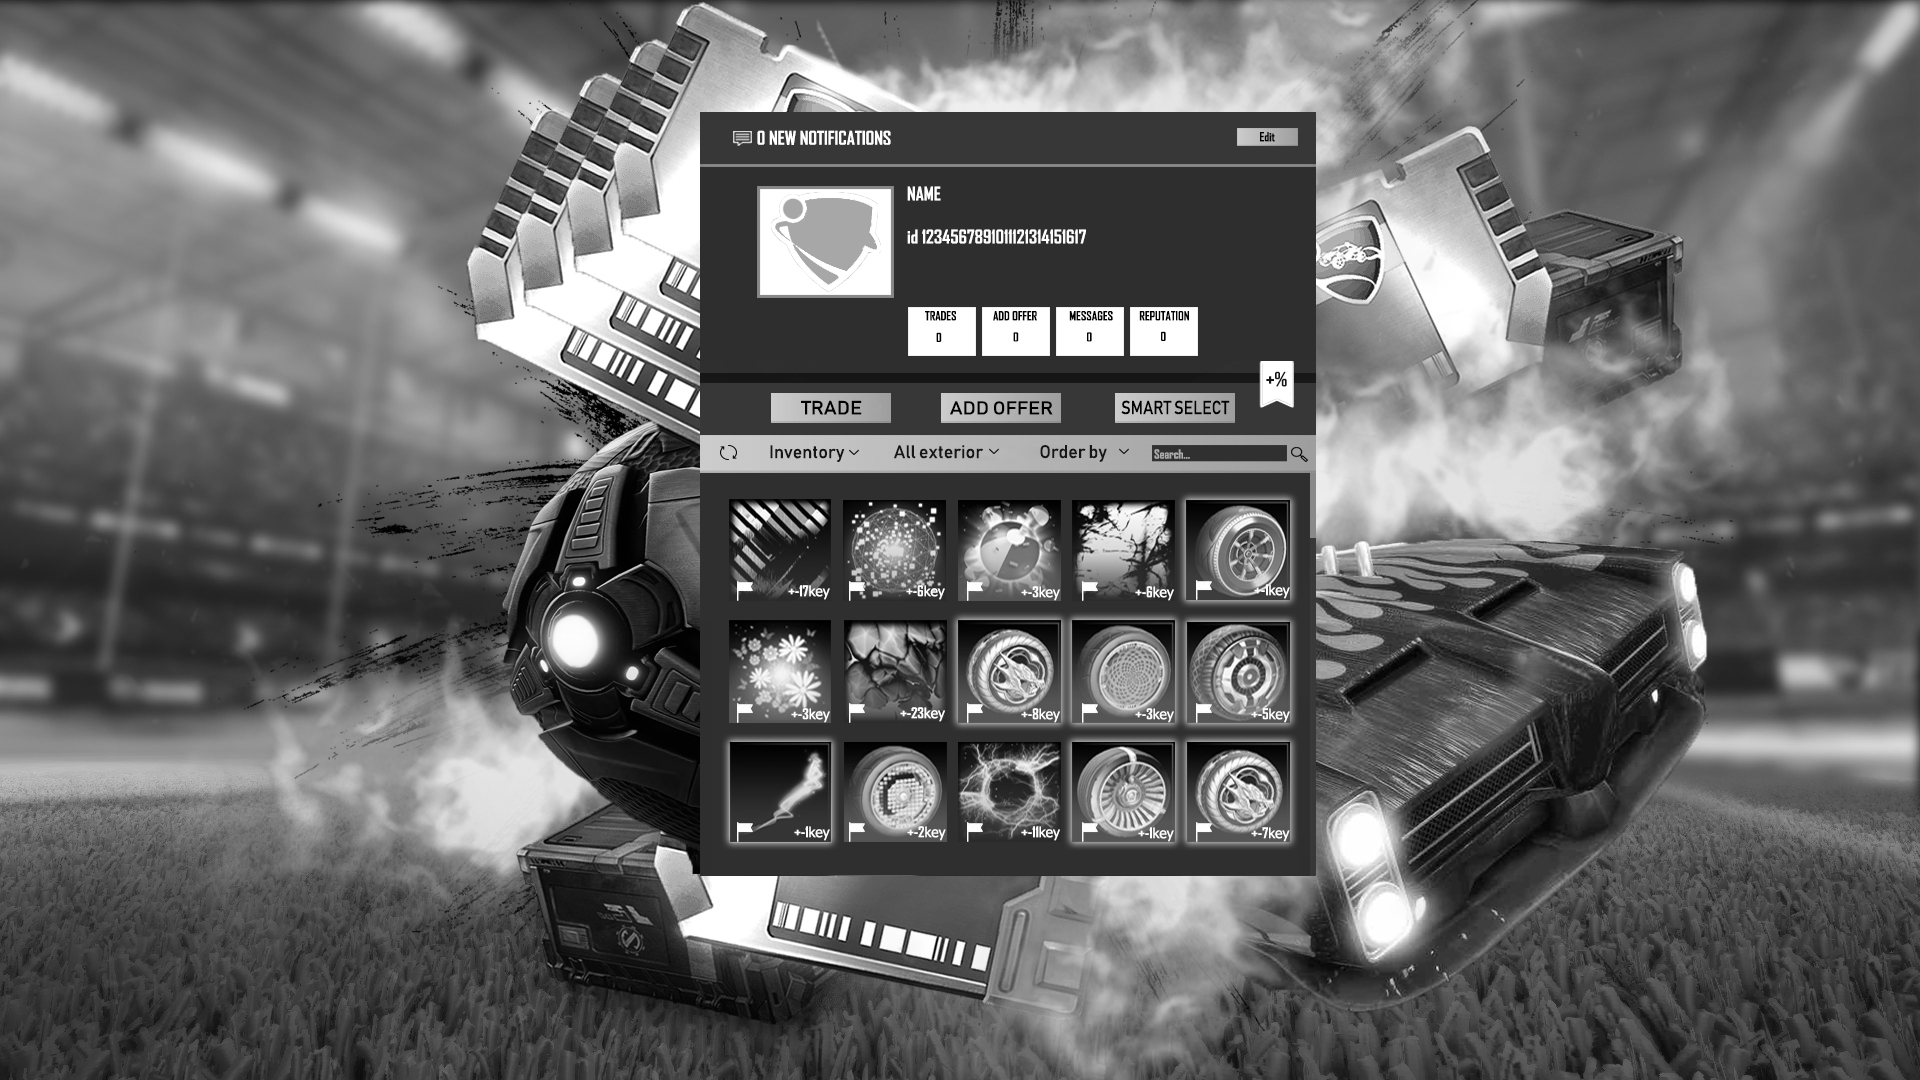 0 NEW NOTIFICATIONS
Edit
NAME
id 1234567891011121314151617
TRADES
0
ADD OFFER
0
MESSAGES
0
REPUTATION
0
+%
TRADE
ADD OFFER
SMART SELECT
Inventory
All exterior
Order by
Search...
+-17key
+-6key
+-3key
+-6key
+-1key
+-3key
+-23key
+-8key
+-3key
+-5key
+-1key
+-2key
+-11key
+-1key
+-7key